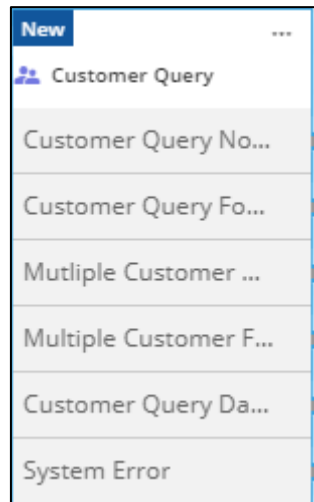 New
...
Customer Query
Customer Query No...
Customer Query Fo...
Mutliple Customer ...
Multiple Customer F...
Customer Query Da...
System Error